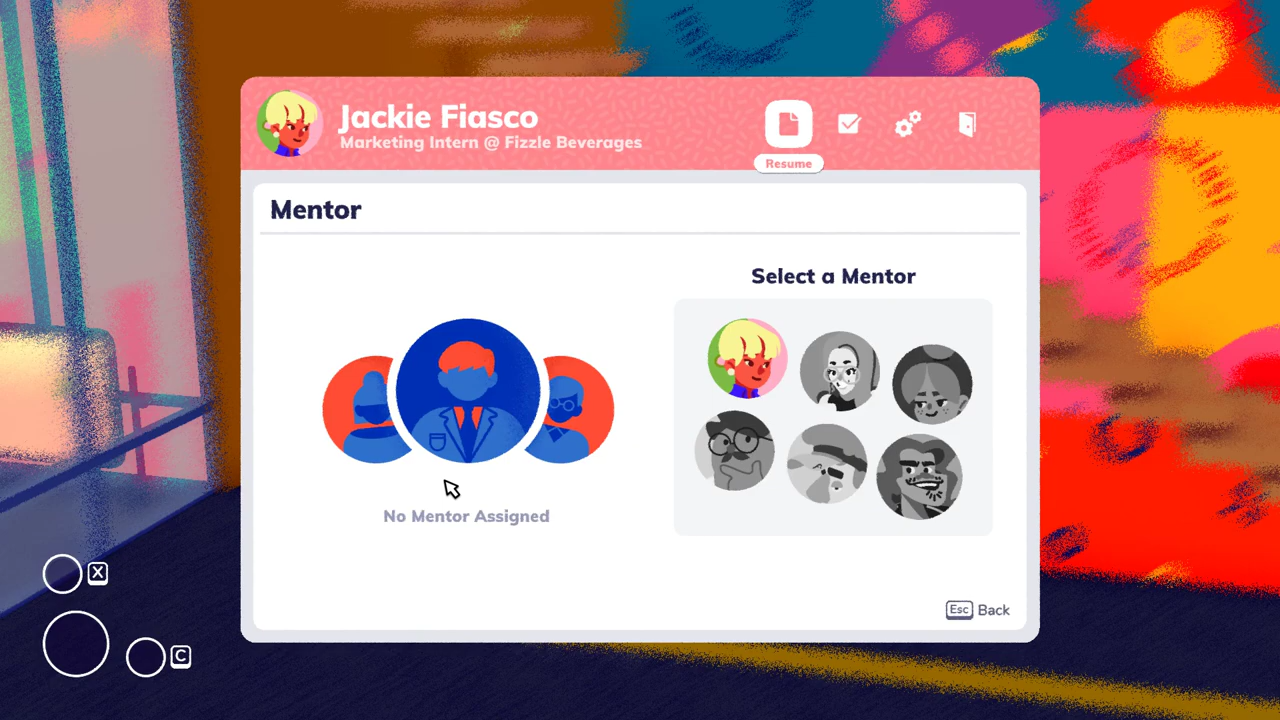 Jackie Fiasco
Marketing Intern @ Fizzle Beverages
Resume
Mentor
Select a Mentor
No Mentor Assigned
Esc Back
X
C